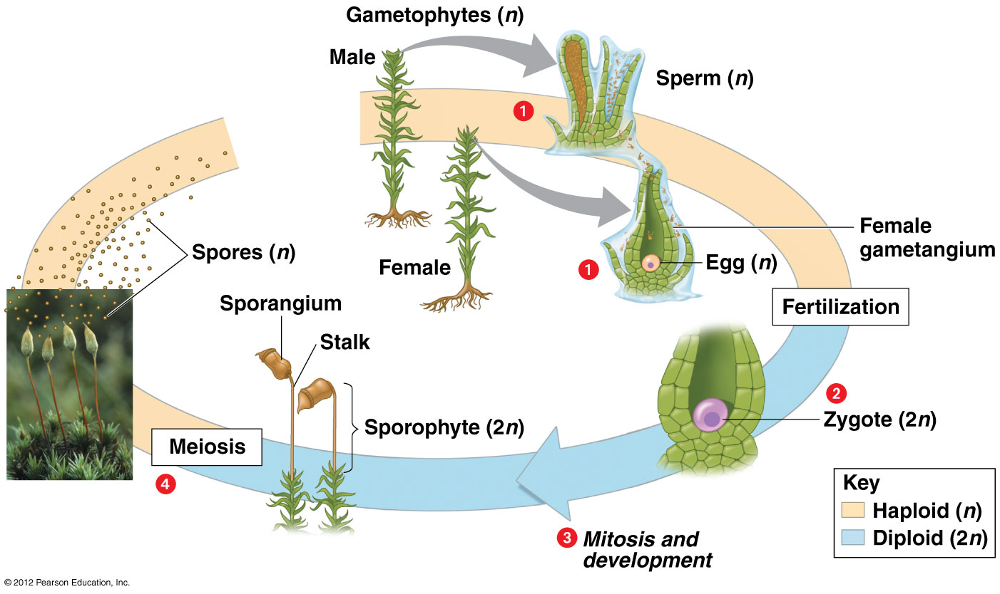 Gametophytes (n)
Male
Sperm (n)
1
Female
gametangium
Spores (n)
Female
1
Egg (n)
Fertilization
Sporangium
Stalk
2
Zygote (2n)
Sporophyte (2n)
Meiosis
4
Key
Haploid (n)
Diploid (2n)
3 Mitosis and
development
© 2012 Pearson Education, Inc.